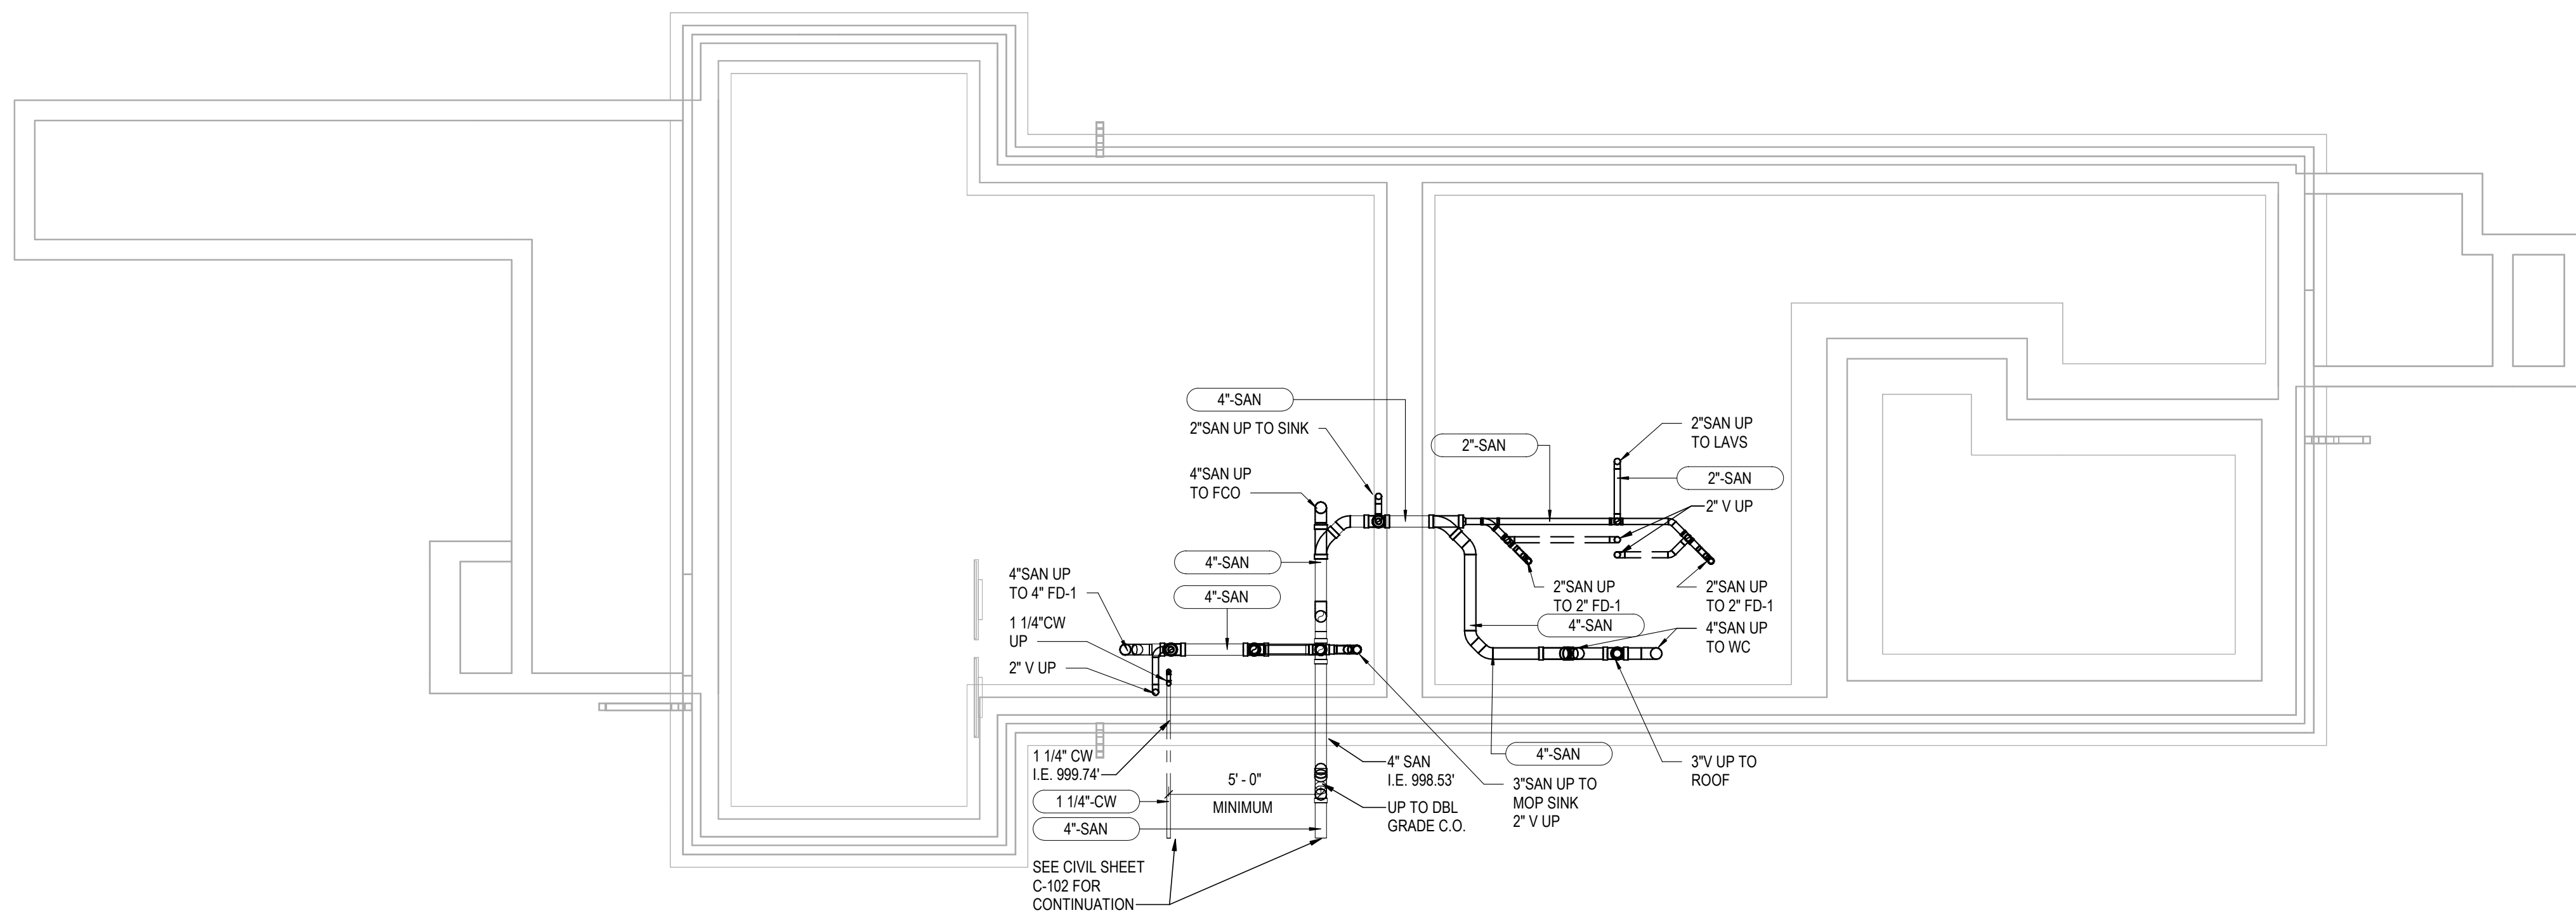 4"-SAN
2"SAN UP TO SINK
4"SAN UP
TO FCO
2"-SAN
2"SAN UP
TO LAVS
2"-SAN
2" V UP
4"-SAN
4"-SAN
4"SAN UP
TO 4" FD-1
1 1/4"CW
UP
2" V UP
2"SAN UP
TO 2" FD-1
2"SAN UP
TO 2" FD-1
4"-SAN
4"SAN UP
TO WC
1 1/4" CW
I.E. 999.74'
1 1/4"-CW
4"-SAN
5' - 0"
MINIMUM
4" SAN
I.E. 998.53'
UP TO DBL
GRADE C.O.
4"-SAN
3"SAN UP TO
MOP SINK
2" V UP
3"V UP TO
ROOF
SEE CIVIL SHEET
C-102 FOR
CONTINUATION